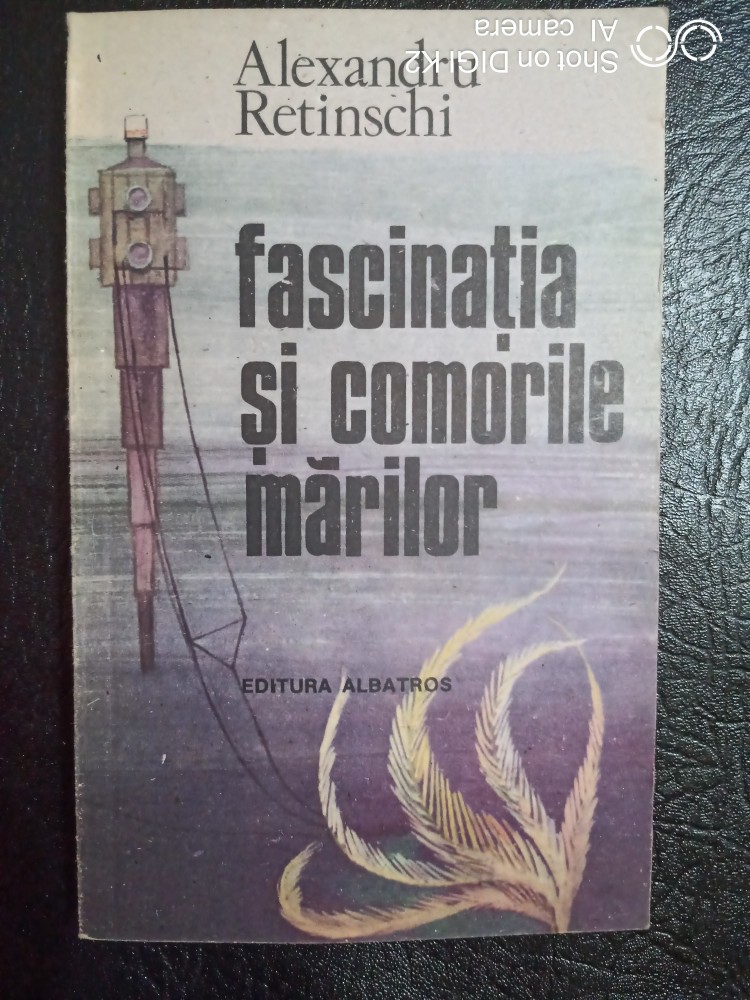 Alexandru
Retinschi
fascinația
și comorile
mărilor
EDITURA ALBATROS
Shot on DIGI K2
AI camera